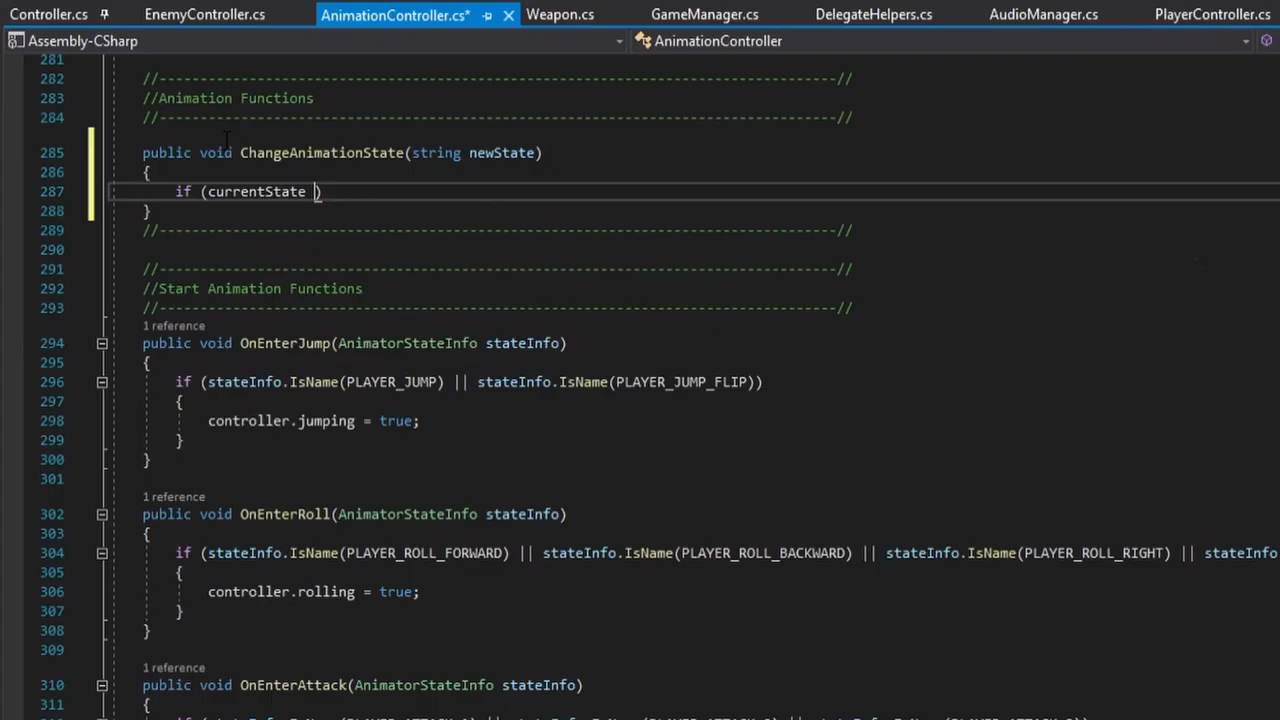 Controller.cs EnemyController.cs AnimationController.cs* Weapon.cs GameManager.cs DelegateHelpers.cs AudioManager.cs PlayerController.cs
Assembly-CSharp AnimationController
281
282 //----------------------------------------------------------------------------------//
283 //Animation Functions
284 //----------------------------------------------------------------------------------//
285 public void ChangeAnimationState(string newState)
286 {
287 if (currentState )
288 }
289 //----------------------------------------------------------------------------------//
290
291 //----------------------------------------------------------------------------------//
292 //Start Animation Functions
293 //----------------------------------------------------------------------------------//
1 reference
294 public void OnEnterJump(AnimatorStateInfo stateInfo)
295 {
296 if (stateInfo.IsName(PLAYER_JUMP) || stateInfo.IsName(PLAYER_JUMP_FLIP))
297 {
298 controller.jumping = true;
299 }
300 }
301
1 reference
302 public void OnEnterRoll(AnimatorStateInfo stateInfo)
303 {
304 if (stateInfo.IsName(PLAYER_ROLL_FORWARD) || stateInfo.IsName(PLAYER_ROLL_BACKWARD) || stateInfo.IsName(PLAYER_ROLL_RIGHT) || stateInfo
305 {
306 controller.rolling = true;
307 }
308 }
309
1 reference
310 public void OnEnterAttack(AnimatorStateInfo stateInfo)
311 {